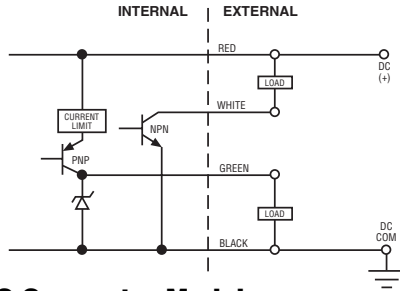 INTERNAL EXTERNAL
RED
DC
(+)
LOAD
WHITE
CURRENT
LIMIT
NPN
PNP
GREEN
LOAD
DC
COM
BLACK